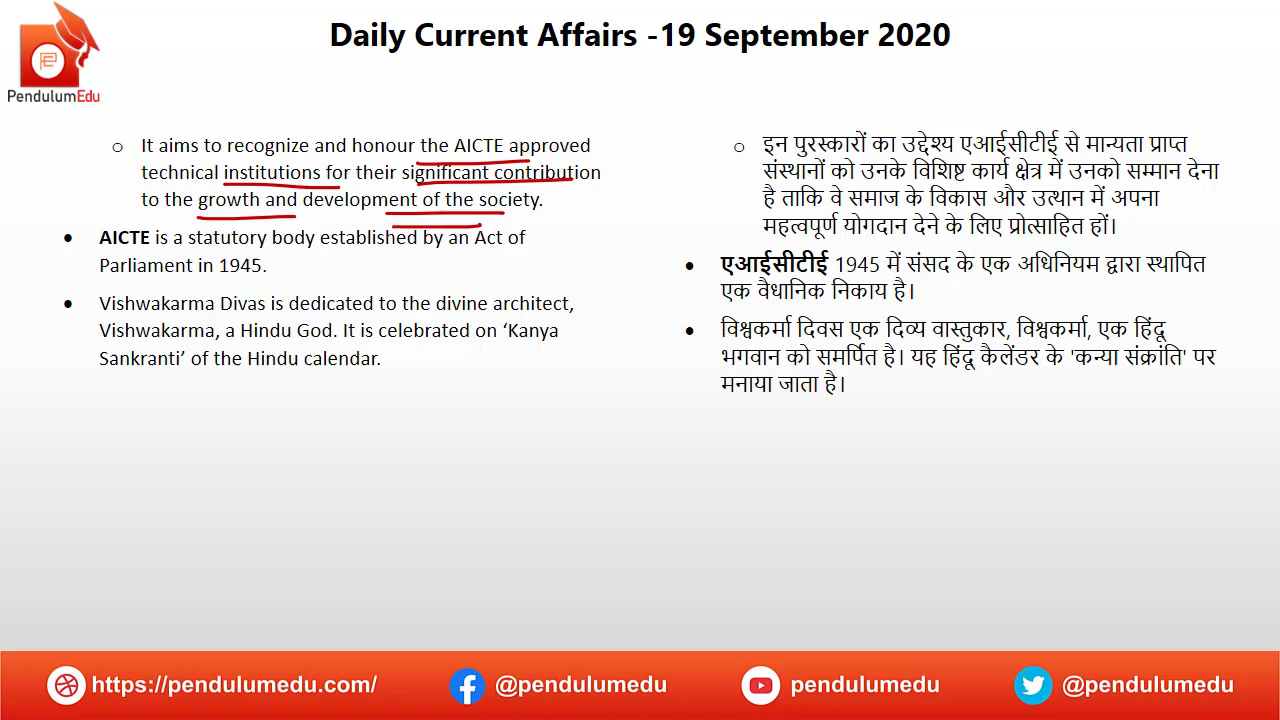 Daily Current Affairs -19 September 2020
PendulumEdu
o It aims to recognize and honour the AICTE approved
technical institutions for their significant contribution
to the growth and development of the society.
• AICTE is a statutory body established by an Act of
Parliament in 1945.
• Vishwakarma Divas is dedicated to the divine architect,
Vishwakarma, a Hindu God. It is celebrated on ‘Kanya
Sankranti’ of the Hindu calendar.
o इन पुरस्कारों का उद्देश्य एआईसीटीई से मान्यता प्राप्त
संस्थानों को उनके विशिष्ट कार्य क्षेत्र में उनको सम्मान देना
है ताकि वे समाज के विकास और उत्थान में अपना
महत्वपूर्ण योगदान देने के लिए प्रोत्साहित हों।
• एआईसीटीई 1945 में संसद के एक अधिनियम द्वारा स्थापित
एक वैधानिक निकाय है।
• विश्वकर्मा दिवस एक दिव्य वास्तुकार, विश्वकर्मा, एक हिंदू
भगवान को समर्पित है। यह हिंदू कैलेंडर के 'कन्या संक्रांति' पर
मनाया जाता है।
https://pendulumedu.com/ @pendulumedu pendulumedu @pendulumedu